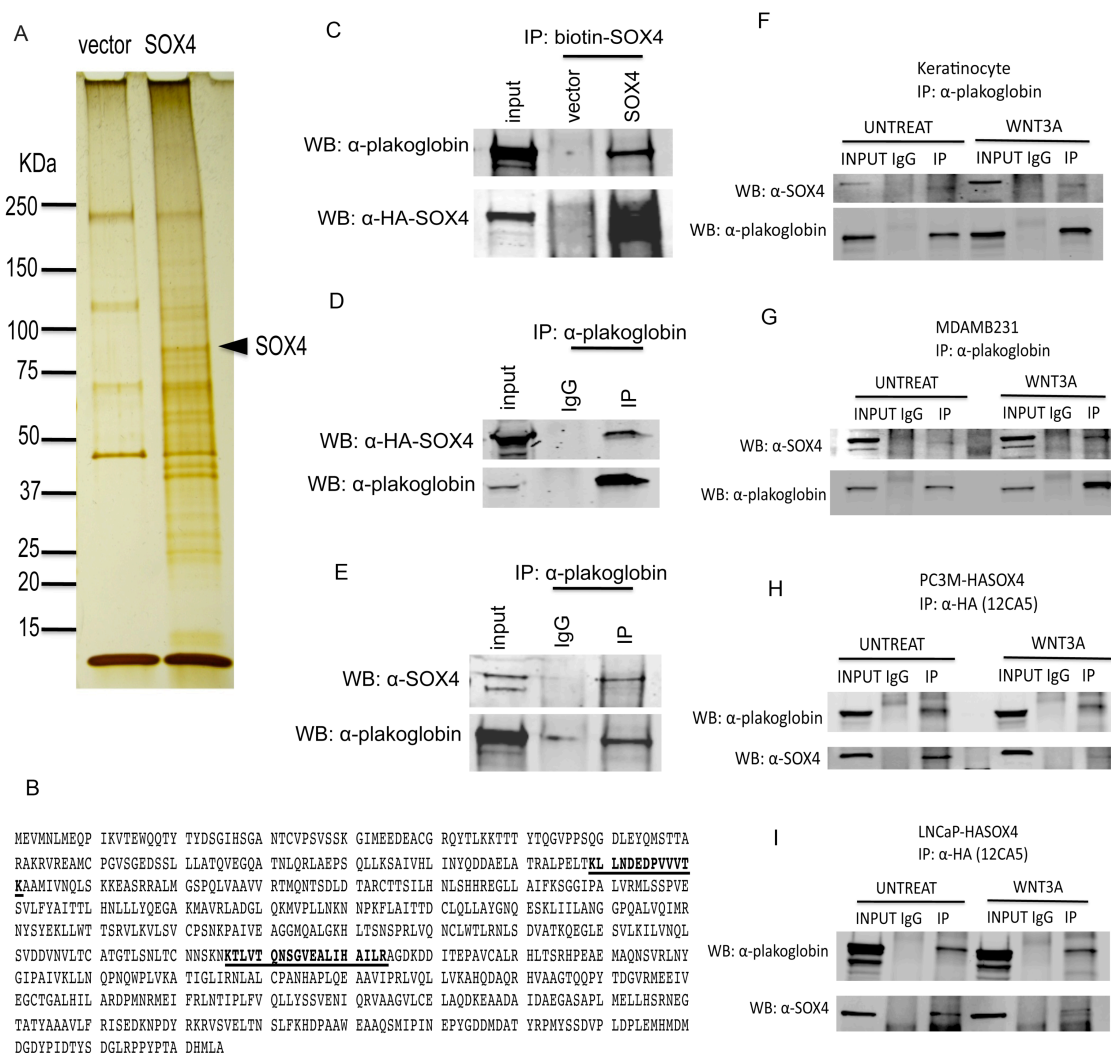 A
vector SOX4
KDa
250
150
100
75
50
37
25
20
15
SOX4
B
MEVMNLMEQP IKVTEWQQTY TYDSGIHSGA NTCVPSVSSK GIMEEDEACG RQYTLKKTTT YTQGVPPSQG DLEYQMSTTA
RAKRVREAMC PGVSGEDSSL LLATQVEGQA TNLQRLAEPS QLLKSAIVHL INYQDDAELA TRALPELTKL LNDEDPVVVT
KAAMIVNQLS KKEASRRALM GSPQLVAAVV RTMQNTSDLD TARCTTSILH NLSHHREGLL AIFKSGGIPA LVRMLSSPVE
SVLFYAITTL HNLLLYQEGA KMAVRLADGL QKMVPLLNKN NPKFLAITTD CLQLLAYGNQ ESKLIILANG GPQALVQIMR
NYSYEKLLWT TSRVLKVLSV CPSNKPAIVE AGGMQALGKH LTSNSPRLVQ NCLWTLRNLS DVATKQEGLE SVLKILVNQL
SVDDVNVLTC ATGTLSNLTC NNSKNKTLVT QNSGVEALIH AILRAGDKDD ITEPAVCALR HLTSRHPEAE MAQNSVRLNY
GIPAIVKLLN QPNQWPLVKA TIGLIRNLAL CPANHAPLQE AAVIPRLVQL LVKAHQDAQR HVAAGTQQPY TDGVRMEEIV
EGCTGALHIL ARDPMNRMEI FRLNTIPLFV QLLYSSVENI QRVAAGVLCE LAQDKEAADA IDAEGASAPL MELLHSRNEG
TATYAAAVLF RISEDKNPDY RKRVSVELTN SLFKHDPAAW EAAQSMIPIN EPYGDDMDAT YRPMYSSDVP LDPLEMHMDM
DGDYPIDTYS DGLRPPYPTA DHMLA
C
IP: biotin-SOX4
input
vector
SOX4
WB: α-plakoglobin
WB: α-HA-SOX4
D
IP: α-plakoglobin
input
IgG
IP
WB: α-HA-SOX4
WB: α-plakoglobin
E
IP: α-plakoglobin
input
IgG
IP
WB: α-SOX4
WB: α-plakoglobin
F
Keratinocyte
IP: α-plakoglobin
UNTREAT WNT3A
INPUT IgG IP INPUT IgG IP
WB: α-SOX4
WB: α-plakoglobin
G
MDAMB231
IP: α-plakoglobin
UNTREAT WNT3A
INPUT IgG IP INPUT IgG IP
WB: α-SOX4
WB: α-plakoglobin
H
PC3M-HASOX4
IP: α-HA (12CA5)
UNTREAT WNT3A
INPUT IgG IP INPUT IgG IP
WB: α-plakoglobin
WB: α-SOX4
I
LNCaP-HASOX4
IP: α-HA (12CA5)
UNTREAT WNT3A
INPUT IgG IP INPUT IgG IP
WB: α-plakoglobin
WB: α-SOX4